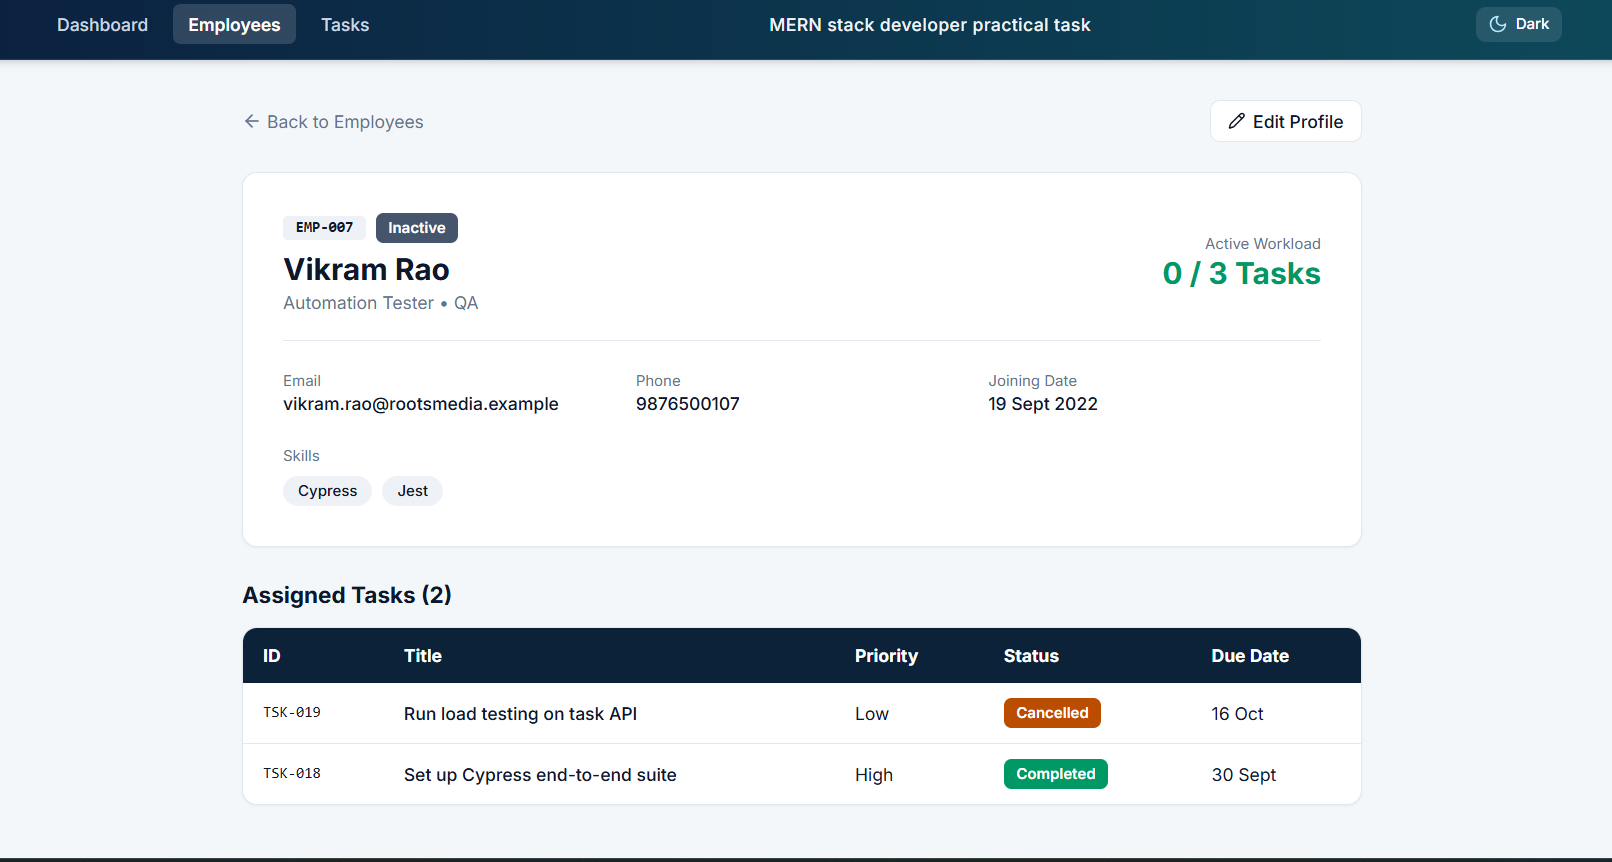 Dashboard Employees Tasks MERN stack developer practical task Dark
← Back to Employees Edit Profile
EMP-007 Inactive
Vikram Rao
Automation Tester • QA
Active Workload
0 / 3 Tasks
Email Phone Joining Date
vikram.rao@rootsmedia.example 9876500107 19 Sept 2022
Skills
Cypress Jest
Assigned Tasks (2)
ID Title Priority Status Due Date
TSK-019 Run load testing on task API Low Cancelled 16 Oct
TSK-018 Set up Cypress end-to-end suite High Completed 30 Sept